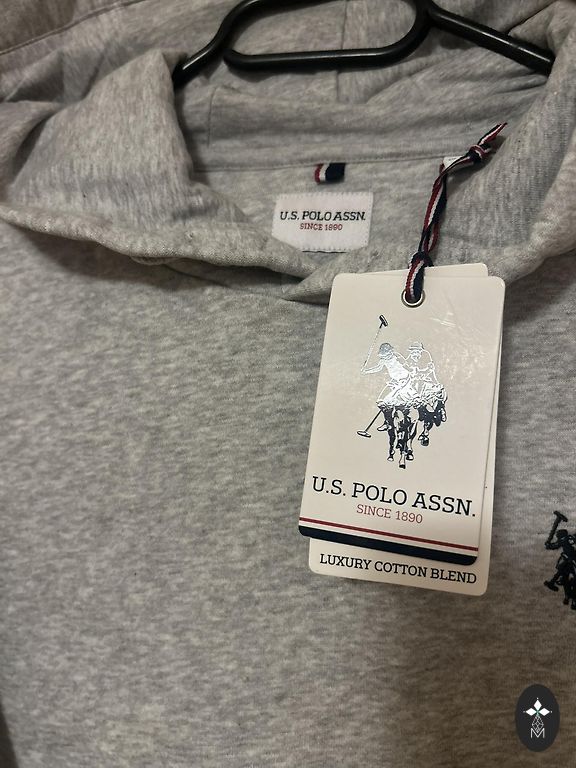 U.S. POLO ASSN.
SINCE 1890
U.S. POLO ASSN.
SINCE 1890
LUXURY COTTON BLEND
M